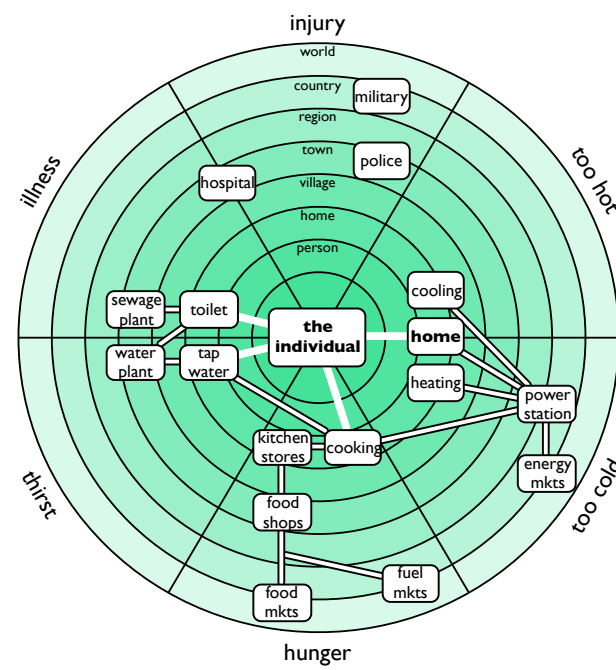 injury
world
country
military
region
town
police
hospital
village
illness
too hot
home
person
cooling
sewage
plant
toilet
the
individual
home
water
plant
tap
water
heating
power
station
kitchen
stores
cooking
energy
mkts
thirst
too cold
food
shops
fuel
mkts
food
mkts
hunger